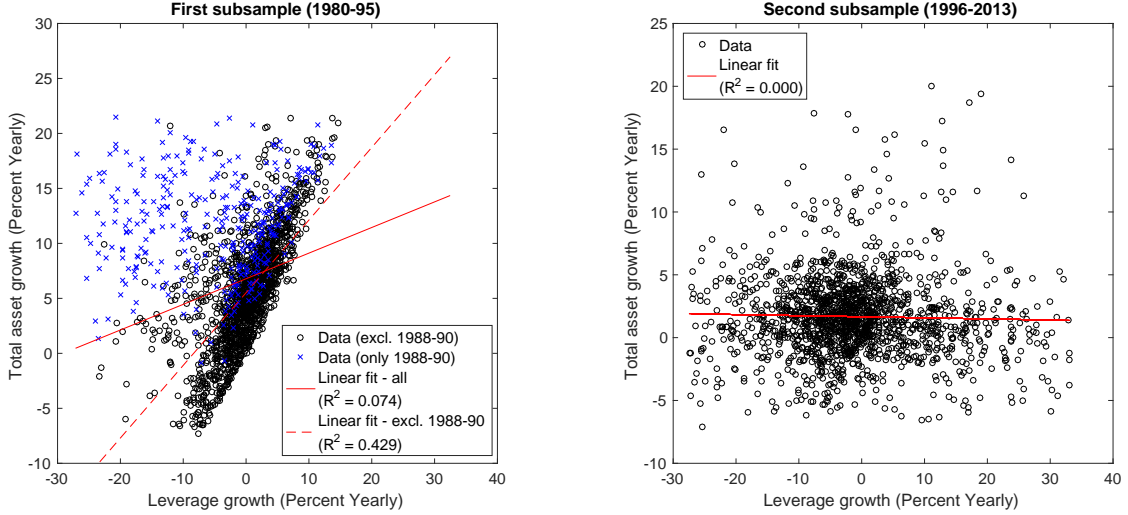 First subsample (1980-95)
30
25
20
15
10
5
0
-5
-10
Total asset growth (Percent Yearly)
Data (excl. 1988-90)
Data (only 1988-90)
Linear fit - all
(R² = 0.074)
Linear fit - excl. 1988-90
(R² = 0.429)
-30 -20 -10 0 10 20 30 40
Leverage growth (Percent Yearly)
Second subsample (1996-2013)
25
20
15
10
5
0
-5
-10
Total asset growth (Percent Yearly)
Data
Linear fit
(R² = 0.000)
-30 -20 -10 0 10 20 30 40
Leverage growth (Percent Yearly)